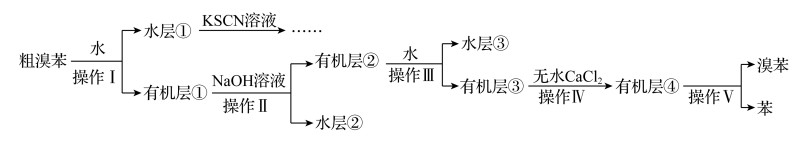 粗溴苯
水
操作Ⅰ
水层①
KSCN溶液
……
有机层①
NaOH溶液
操作Ⅱ
有机层②
水层②
水
操作Ⅲ
水层③
有机层③
无水CaCl₂
操作Ⅳ
有机层④
操作Ⅴ
溴苯
苯